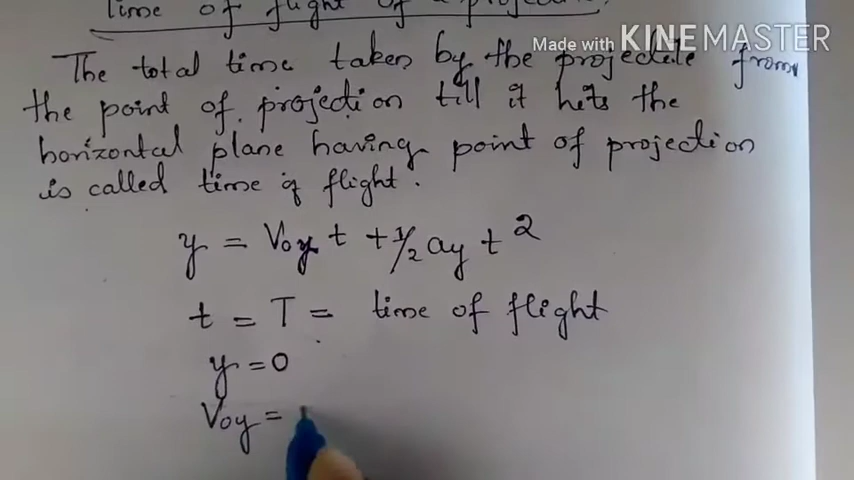 Time of flight of a projectile
Made with KINEMASTER
The total time taken by the projectile from
the point of projection till it hits the
horizontal plane having point of projection
is called time of flight.
y = Voy t + 1/2 ay t²
t = T = time of flight
y = 0
Voy =